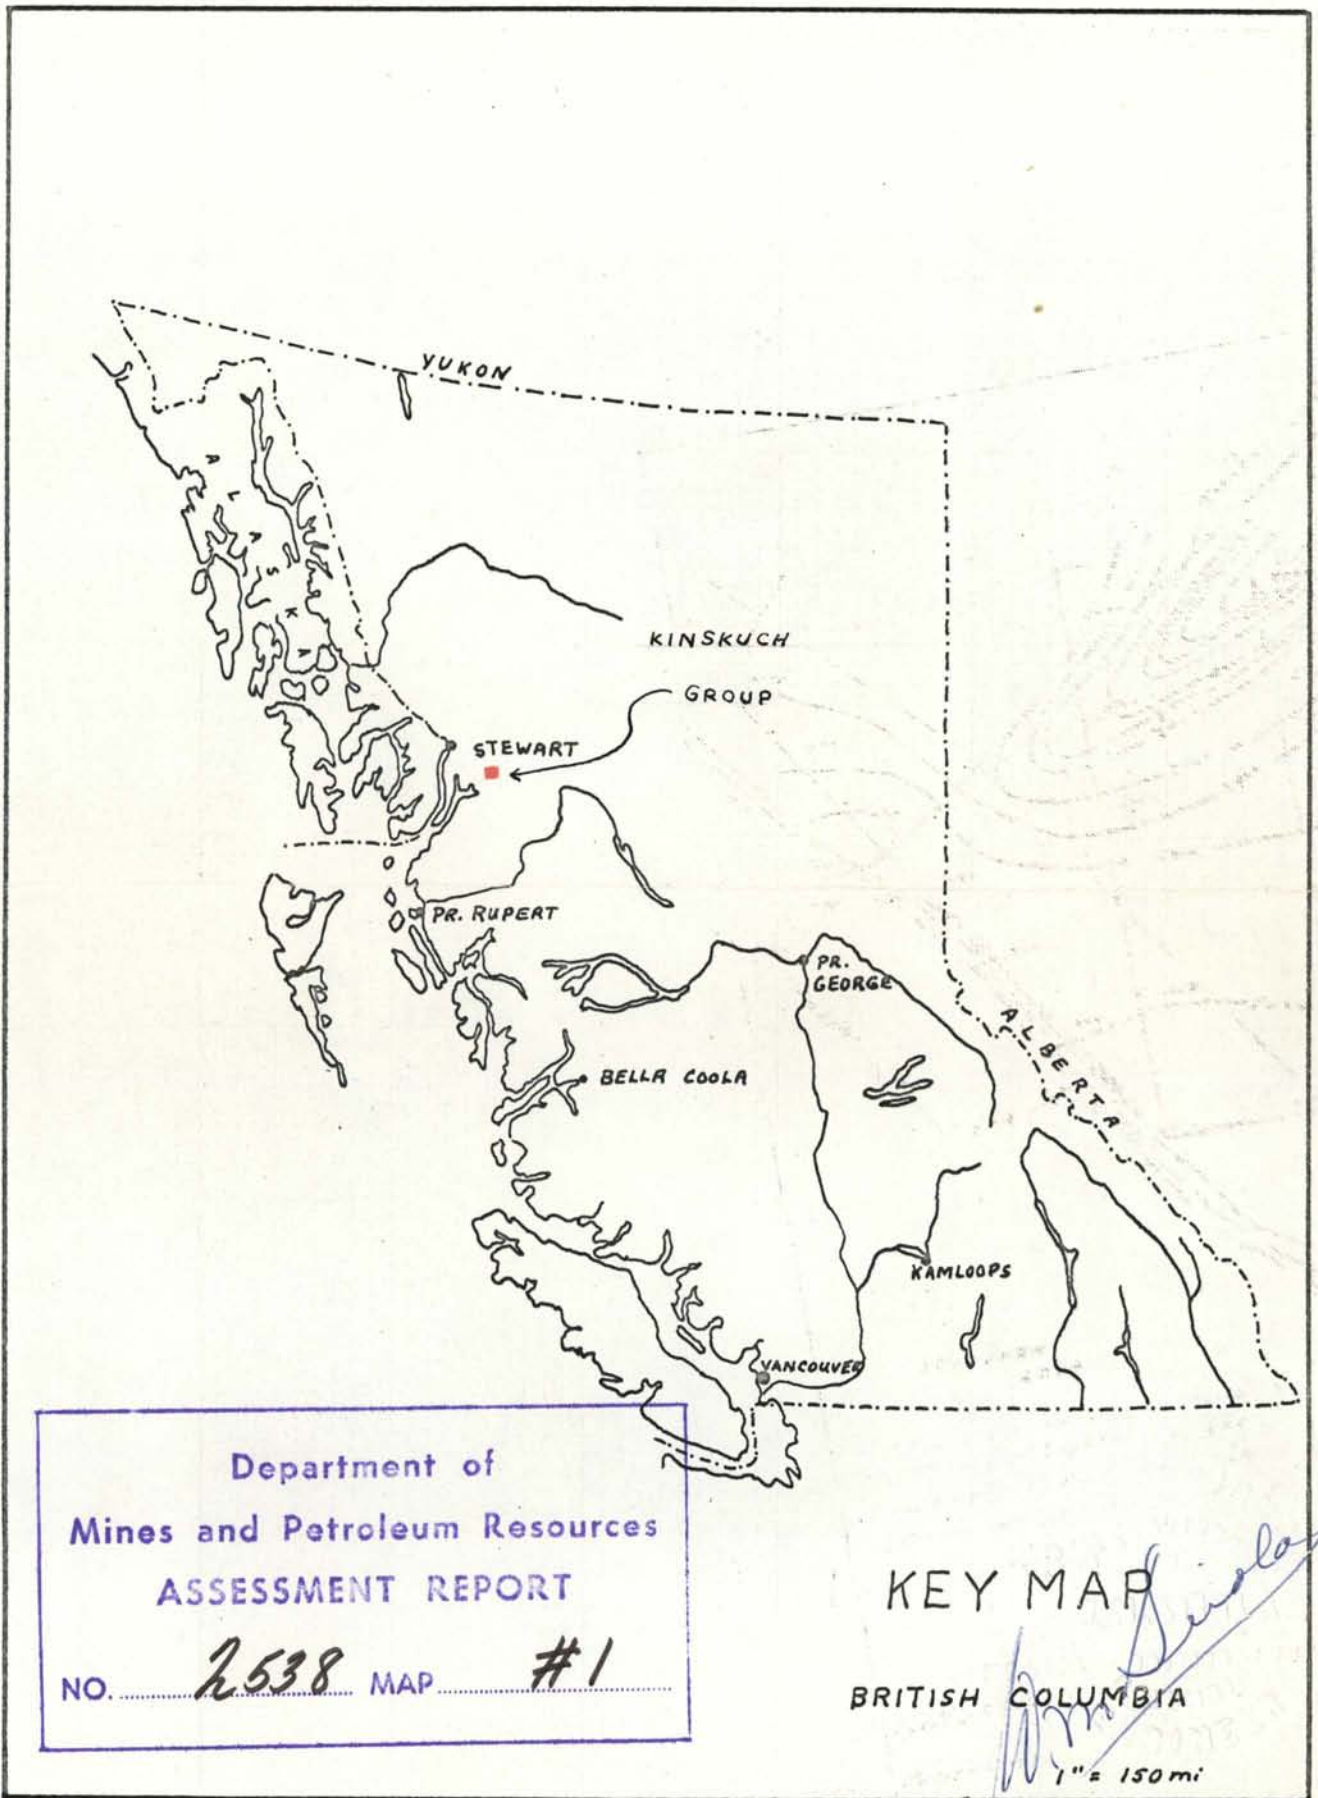 YUKON
ALASKA
KINSKUCH
GROUP
STEWART
PR. RUPERT
PR.
GEORGE
ALBERTA
BELLA COOLA
KAMLOOPS
VANCOUVER
Department of
Mines and Petroleum Resources
ASSESSMENT REPORT
NO. 2538 MAP #1
KEY MAP
BRITISH COLUMBIA
1" = 150 mi